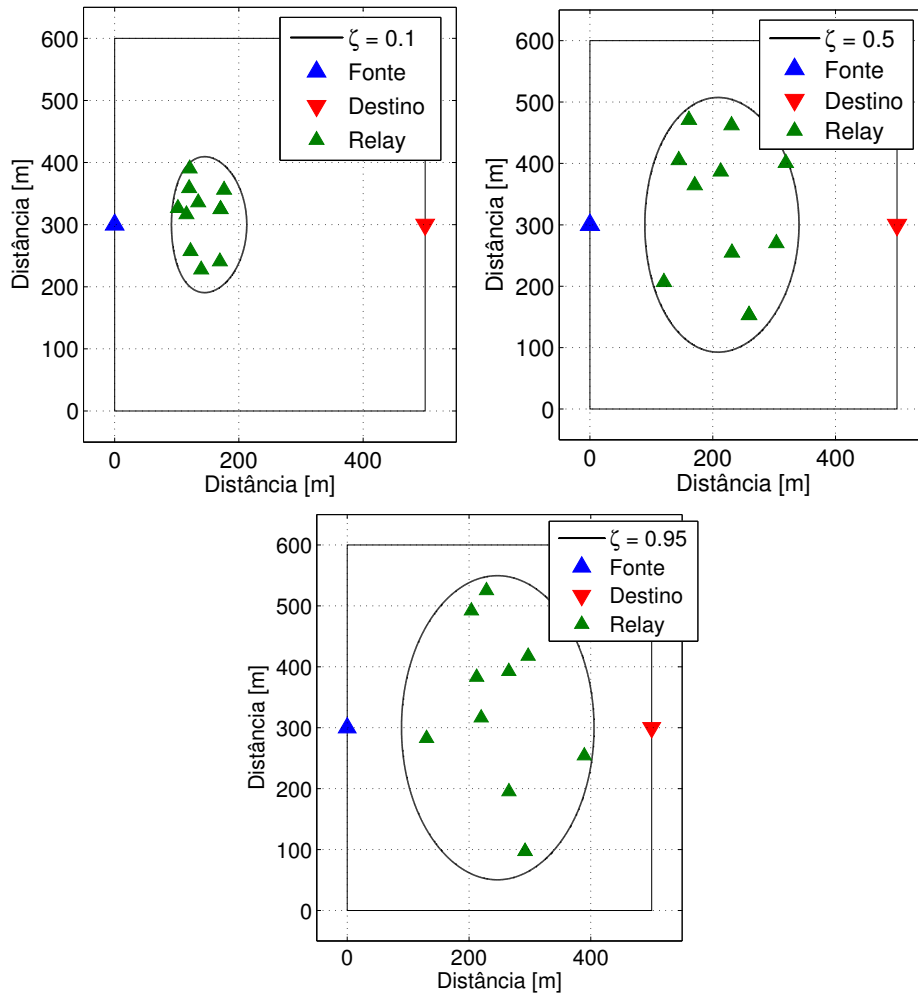 ζ = 0.1
Fonte
Destino
Relay
600
500
400
300
200
100
0
Distância [m]
0 200 400
Distância [m]
ζ = 0.5
Fonte
Destino
Relay
600
500
400
300
200
100
0
Distância [m]
0 200 400
Distância [m]
ζ = 0.95
Fonte
Destino
Relay
600
500
400
300
200
100
0
Distância [m]
0 200 400
Distância [m]